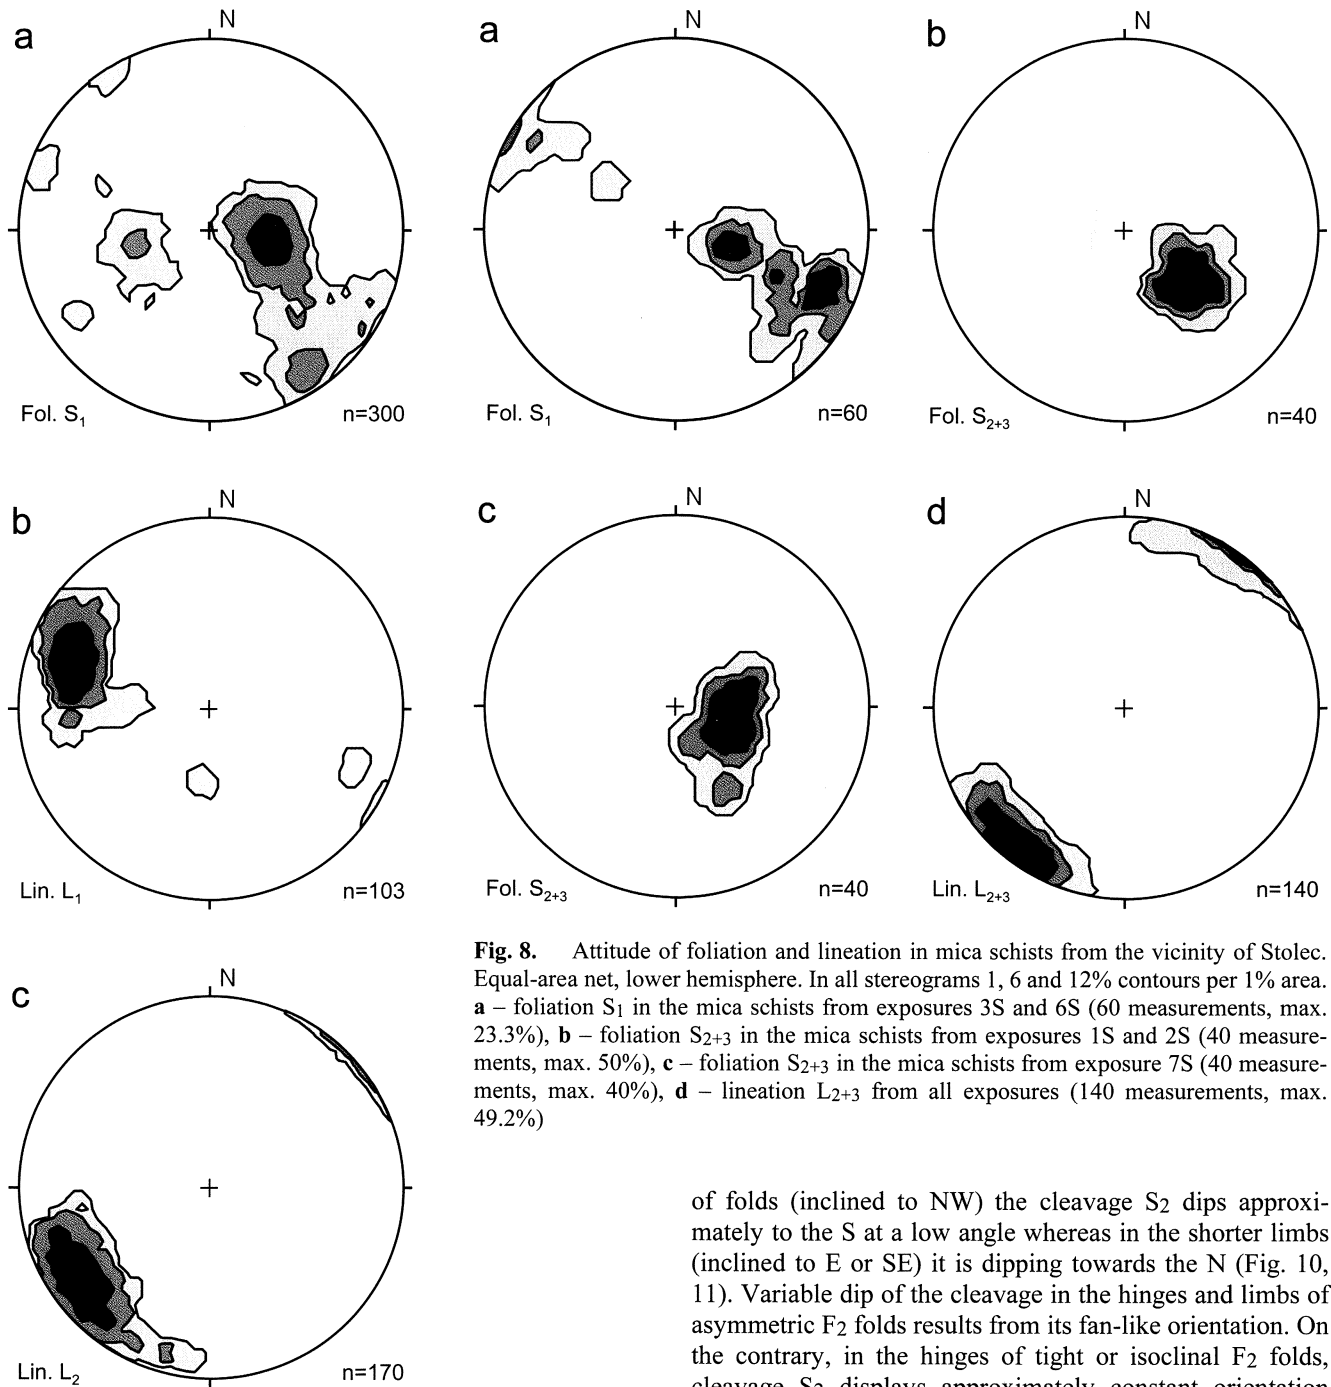 a
N
Fol. S1
n=300
b
N
Lin. L1
n=103
c
N
Lin. L2
n=170
a
N
Fol. S1
n=60
b
N
Fol. S2+3
n=40
c
N
Fol. S2+3
n=40
d
N
Lin. L2+3
n=140
Fig. 8. Attitude of foliation and lineation in mica schists from the vicinity of Stolec.
Equal-area net, lower hemisphere. In all stereograms 1, 6 and 12% contours per 1% area.
a – foliation S1 in the mica schists from exposures 3S and 6S (60 measurements, max.
23.3%), b – foliation S2+3 in the mica schists from exposures 1S and 2S (40 measure-
ments, max. 50%), c – foliation S2+3 in the mica schists from exposure 7S (40 measure-
ments, max. 40%), d – lineation L2+3 from all exposures (140 measurements, max.
49.2%)
of folds (inclined to NW) the cleavage S2 dips approxi-
mately to the S at a low angle whereas in the shorter limbs
(inclined to E or SE) it is dipping towards the N (Fig. 10,
11). Variable dip of the cleavage in the hinges and limbs of
asymmetric F2 folds results from its fan-like orientation. On
the contrary, in the hinges of tight or isoclinal F2 folds,
cleavage S2 displays approximately constant orientation